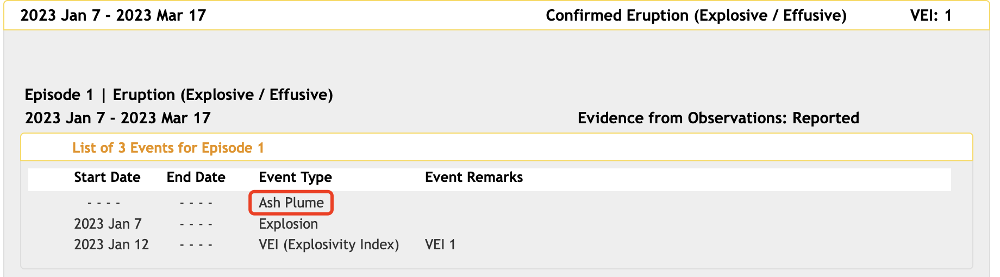 2023 Jan 7 - 2023 Mar 17 Confirmed Eruption (Explosive / Effusive) VEI: 1
Episode 1 | Eruption (Explosive / Effusive)
2023 Jan 7 - 2023 Mar 17 Evidence from Observations: Reported
List of 3 Events for Episode 1
Start Date End Date Event Type Event Remarks
- - - - - - - - Ash Plume
2023 Jan 7 - - - - Explosion
2023 Jan 12 - - - - VEI (Explosivity Index) VEI 1